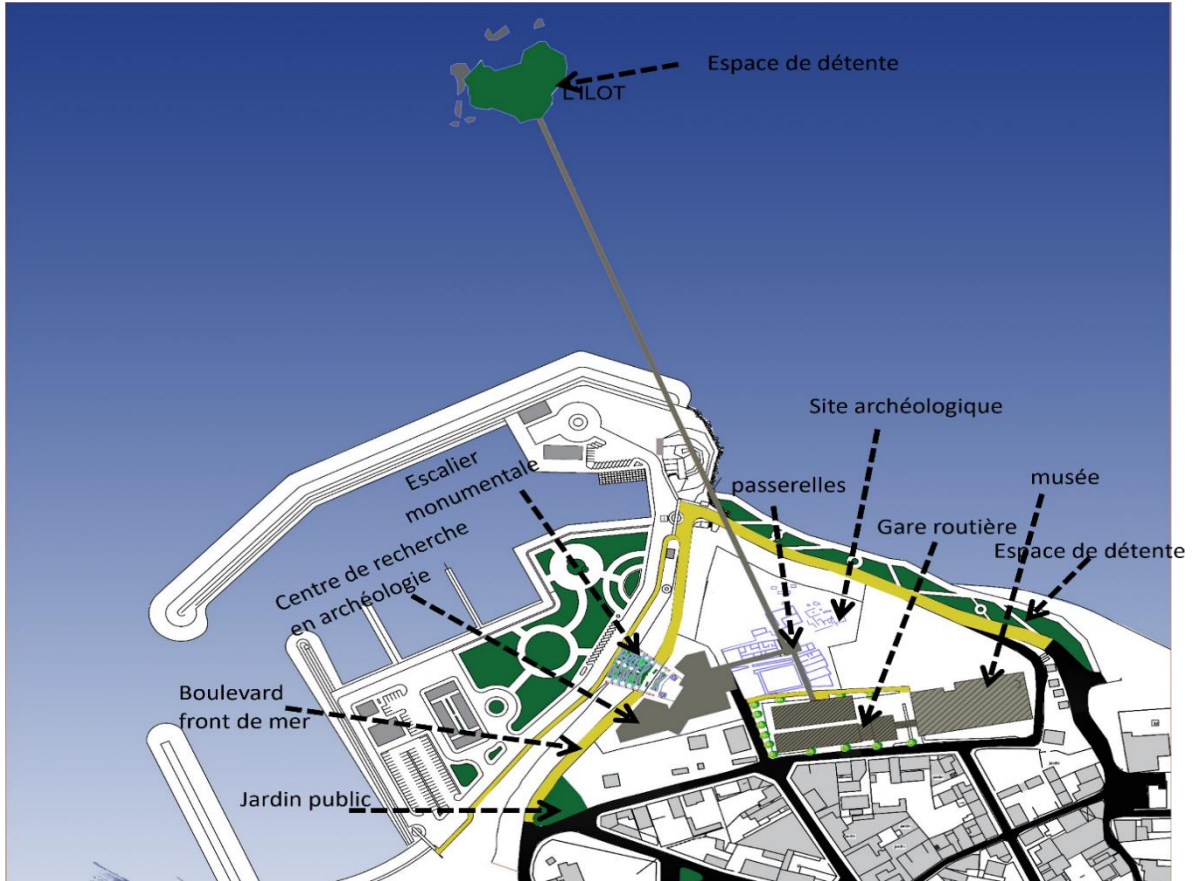 Espace de détente
L'ILOT
Site archéologique
Escalier
monumentale
passerelles
musée
Gare routière
Espace de détente
Centre de recherche
en archéologie
Boulevard
front de mer
Jardin public